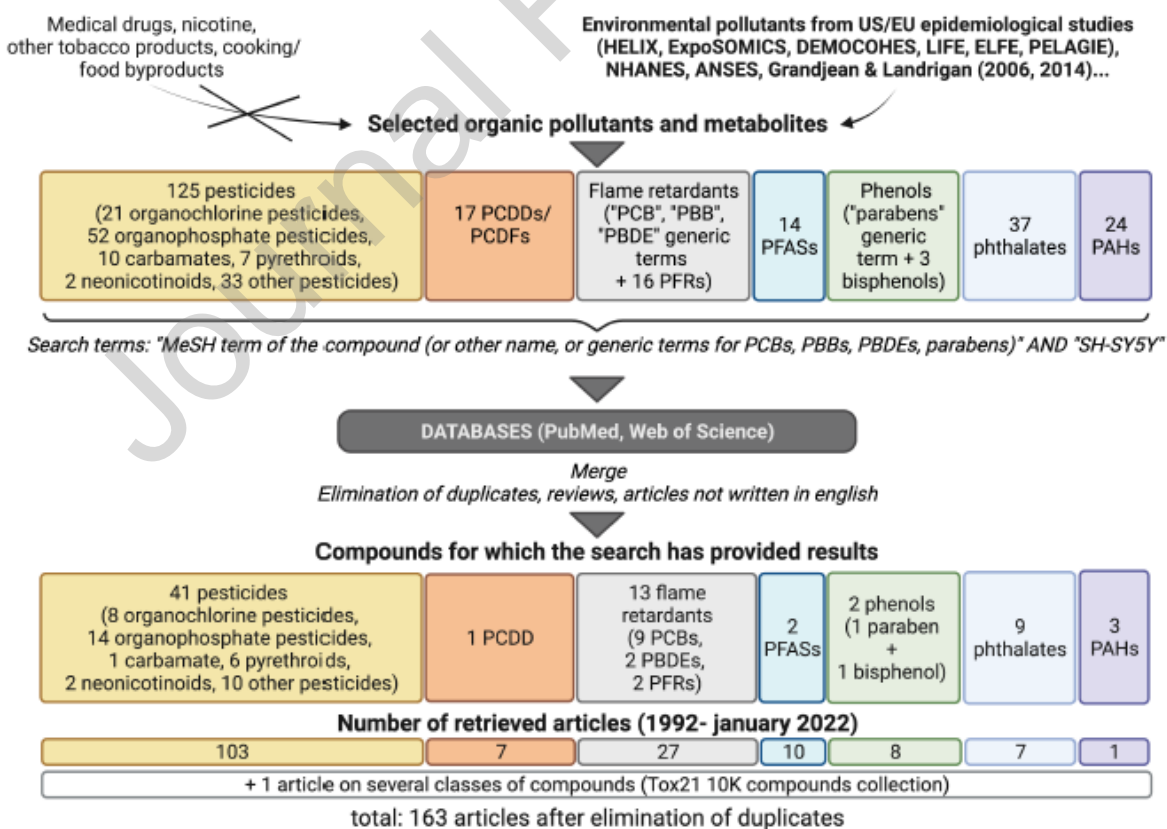 Medical drugs, nicotine,
other tobacco products, cooking/
food byproducts
Environmental pollutants from US/EU epidemiological studies
(HELIX, ExpoSOMICS, DEMOCOHES, LIFE, ELFE, PELAGIE),
NHANES, ANSES, Grandjean & Landrigan (2006, 2014)...
Selected organic pollutants and metabolites
125 pesticides
(21 organochlorine pesticides,
52 organophosphate pesticides,
10 carbamates, 7 pyrethroids,
2 neonicotinoids, 33 other pesticides)
17 PCDDs/
PCDFs
Flame retardants
("PCB", "PBB",
"PBDE" generic
terms
+ 16 PFRs)
14
PFASs
Phenols
("parabens"
generic
term + 3
bisphenols)
37
phthalates
24
PAHs
Search terms: "MeSH term of the compound (or other name, or generic terms for PCBs, PBBs, PBDEs, parabens)" AND "SH-SY5Y"
DATABASES (PubMed, Web of Science)
Merge
Elimination of duplicates, reviews, articles not written in english
Compounds for which the search has provided results
41 pesticides
(8 organochlorine pesticides,
14 organophosphate pesticides,
1 carbamate, 6 pyrethroids,
2 neonicotinoids, 10 other pesticides)
1 PCDD
13 flame
retardants
(9 PCBs,
2 PBDEs,
2 PFRs)
2
PFASs
2 phenols
(1 paraben
+
1 bisphenol)
9
phthalates
3
PAHs
Number of retrieved articles (1992- january 2022)
103
7
27
10
8
7
1
+ 1 article on several classes of compounds (Tox21 10K compounds collection)
total: 163 articles after elimination of duplicates
Journal P